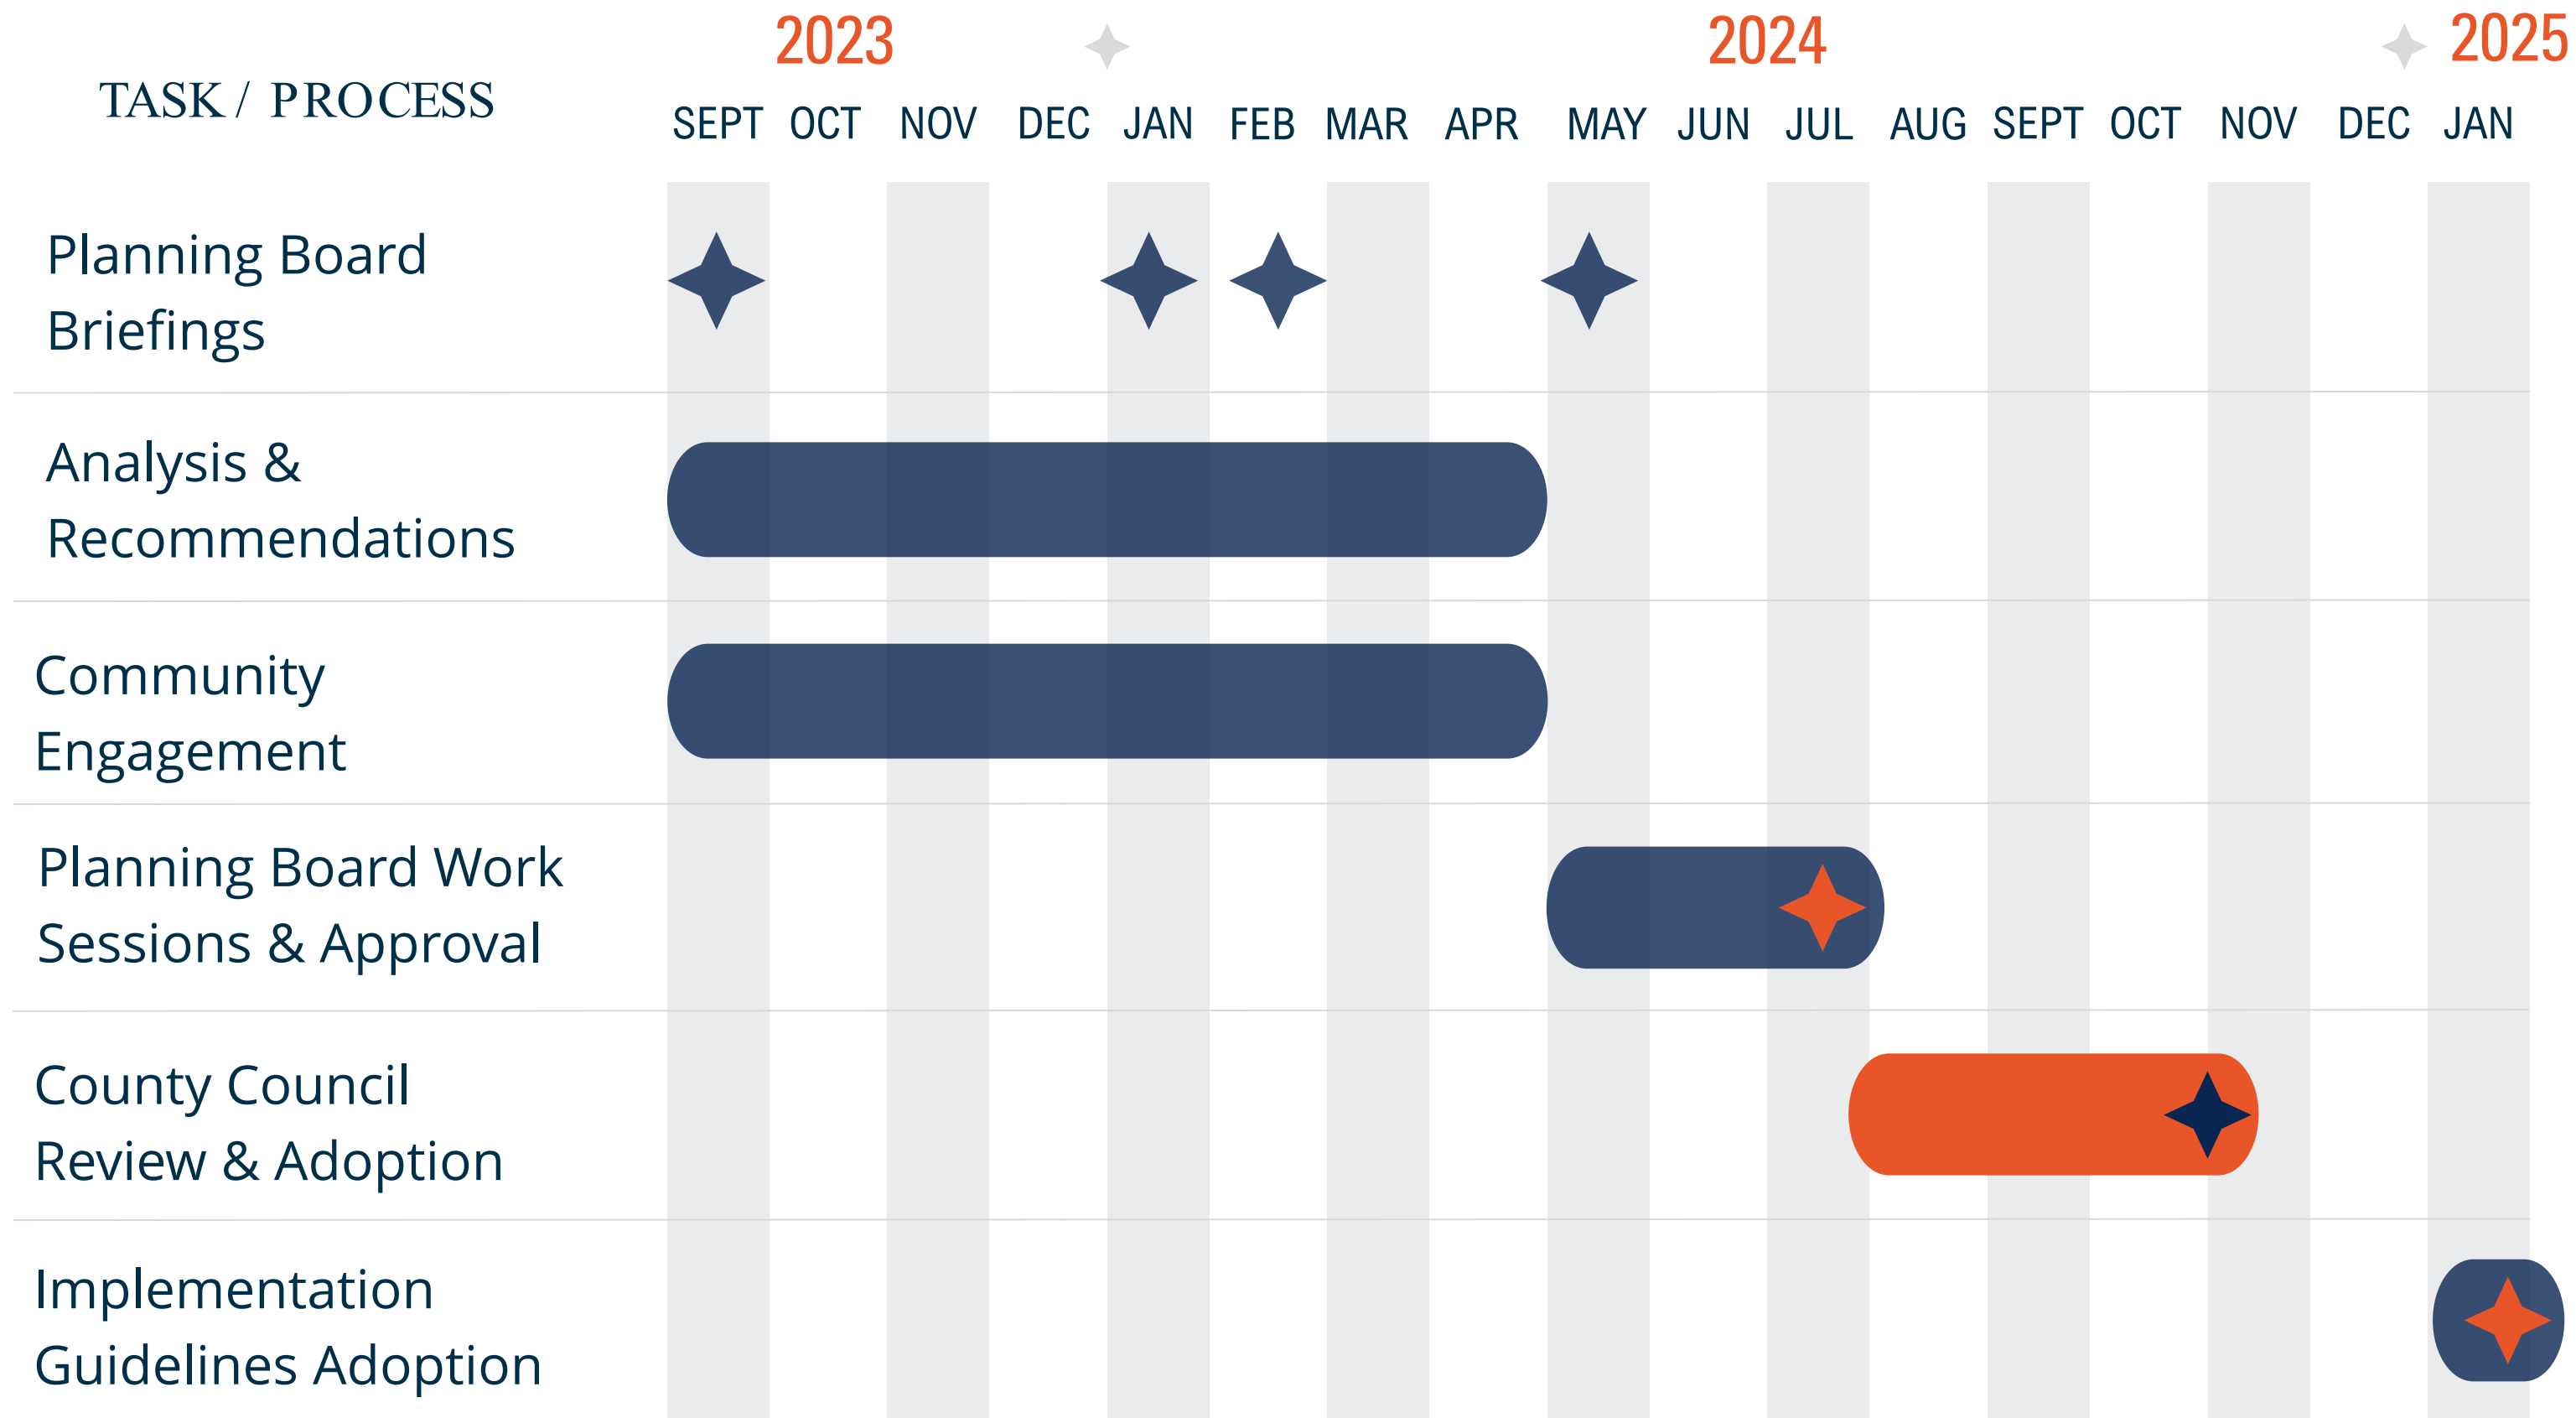 2023 2024 2025
TASK / PROCESS
SEPT OCT NOV DEC JAN FEB MAR APR MAY JUN JUL AUG SEPT OCT NOV DEC JAN
Planning Board
Briefings
Analysis &
Recommendations
Community
Engagement
Planning Board Work
Sessions & Approval
County Council
Review & Adoption
Implementation
Guidelines Adoption